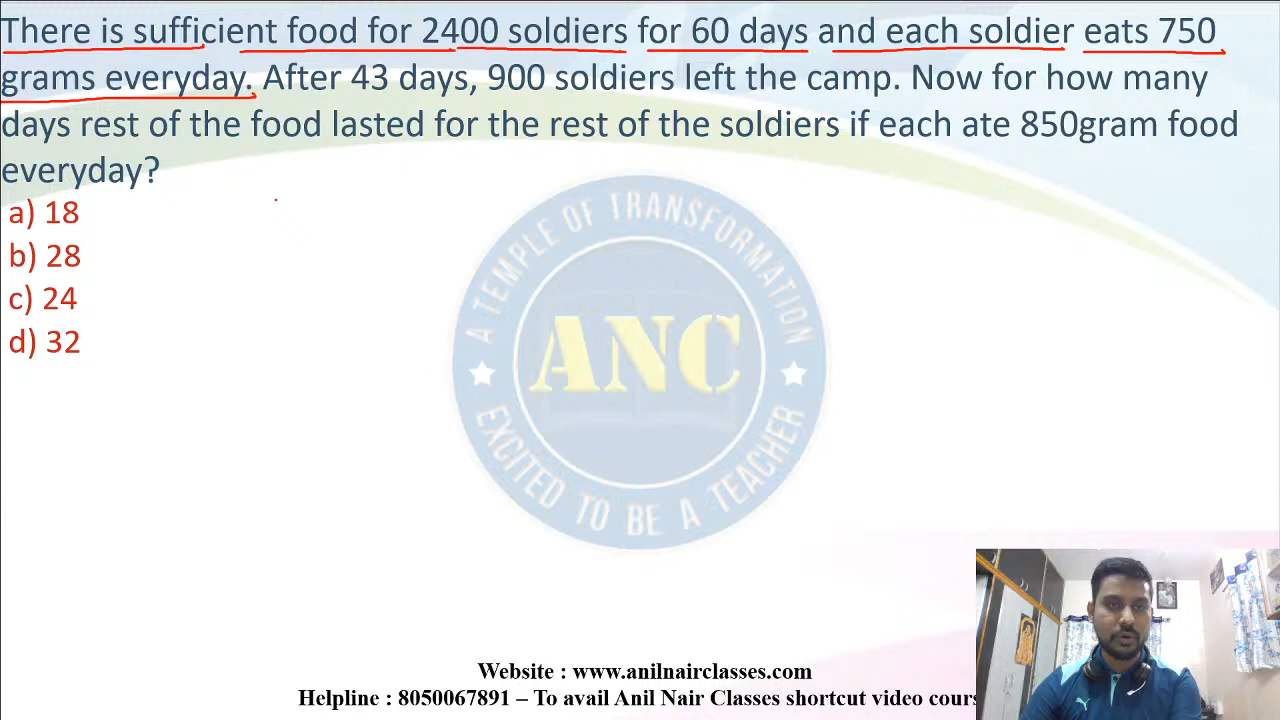 There is sufficient food for 2400 soldiers for 60 days and each soldier eats 750
grams everyday. After 43 days, 900 soldiers left the camp. Now for how many
days rest of the food lasted for the rest of the soldiers if each ate 850gram food
everyday?
a) 18
b) 28
c) 24
d) 32
A TEMPLE OF TRANSFORMATION
ANC
EXCITED TO BE A TEACHER
Website : www.anilnairclasses.com
Helpline : 8050067891 – To avail Anil Nair Classes shortcut video cours